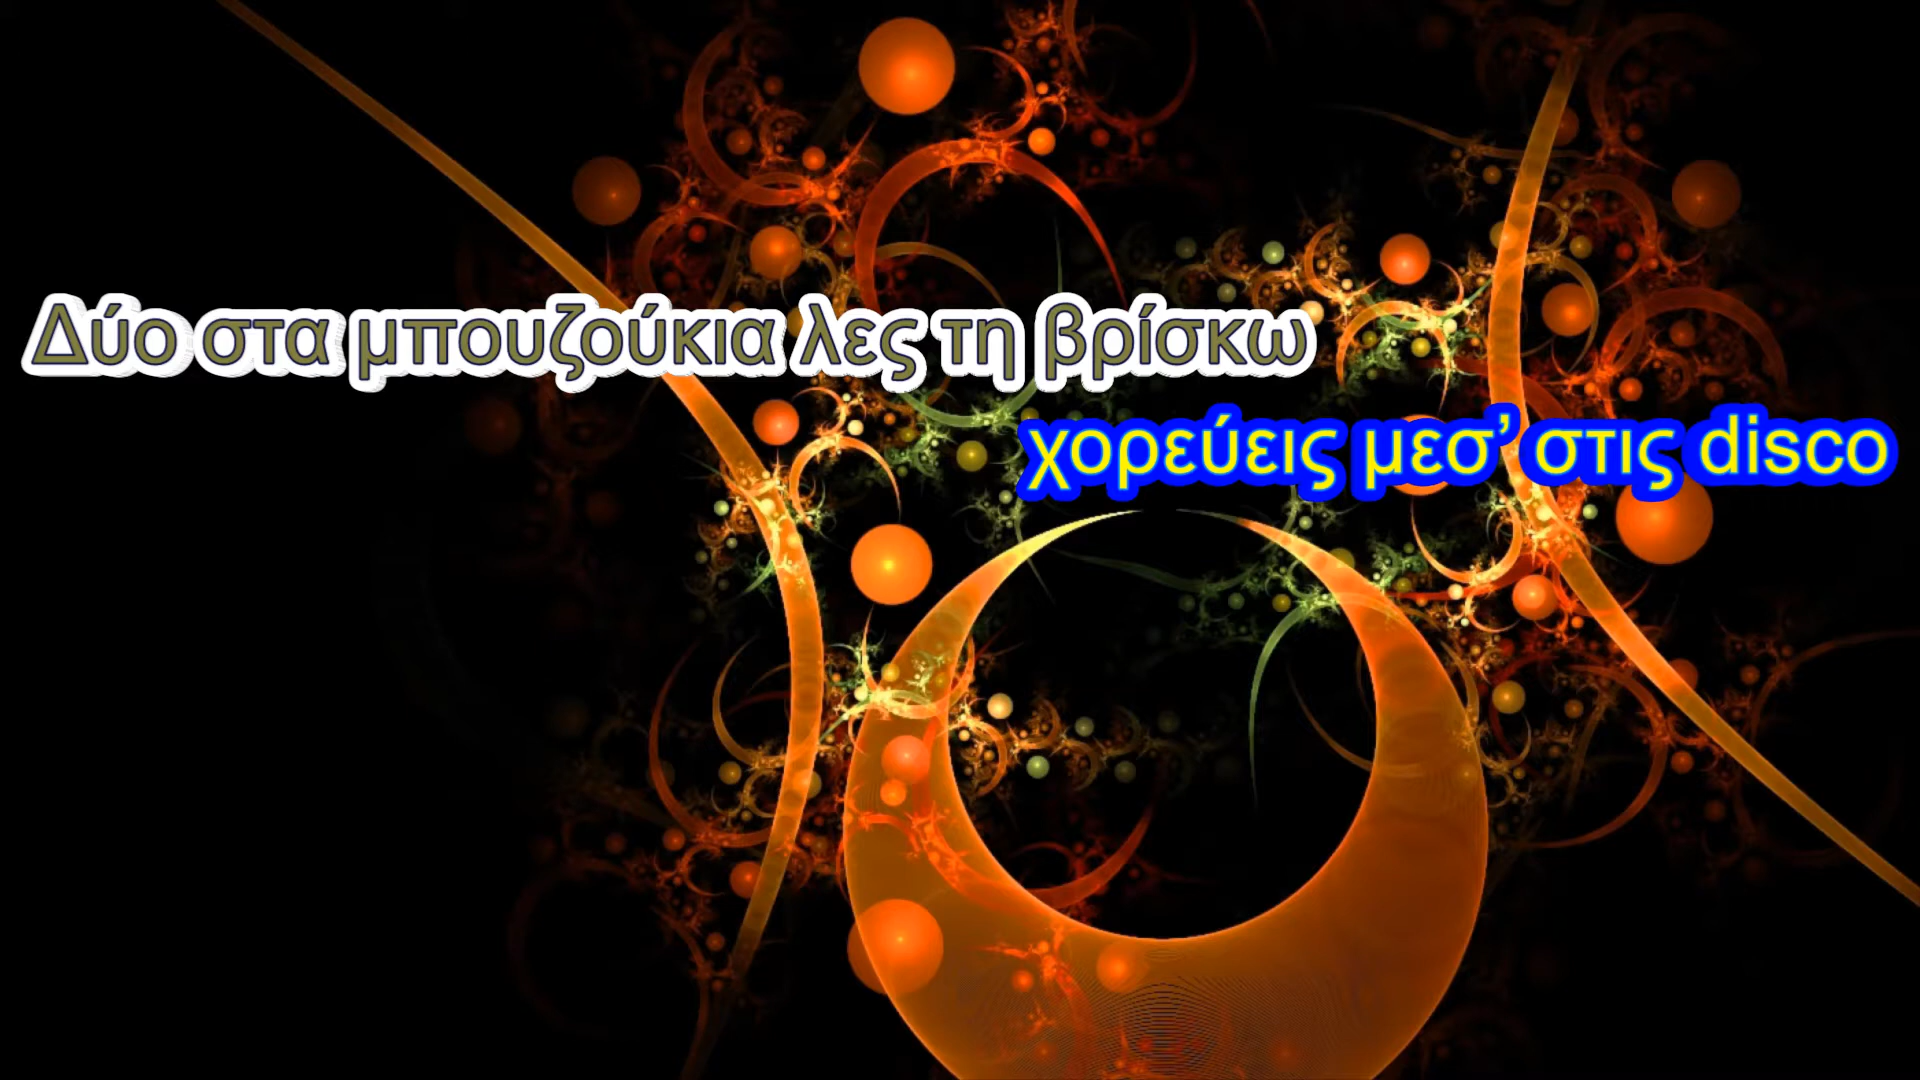 Δύο στα μπουζούκια λες τη βρίσκω
χορεύεις μεσ’ στις disco